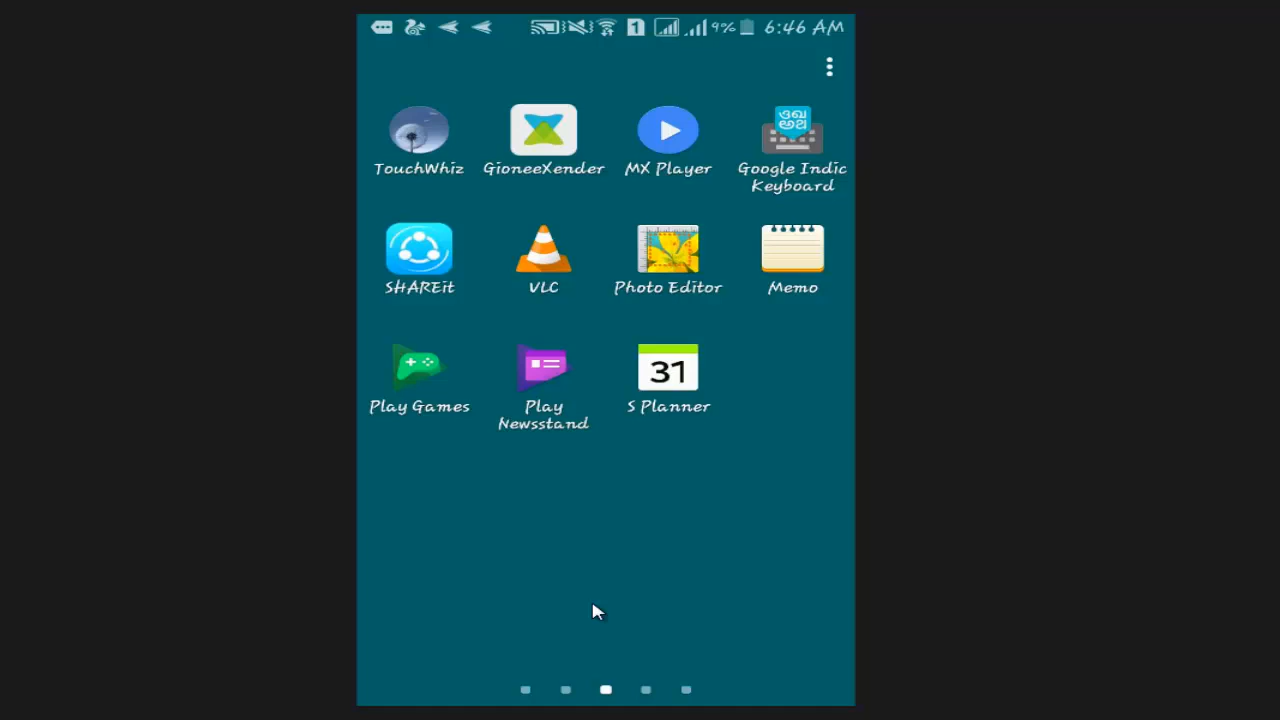 1 9% 6:46 AM
TouchWhiz GioneeXender MX Player Google Indic Keyboard
SHAREit VLC Photo Editor Memo
31
Play Games Play Newsstand S Planner